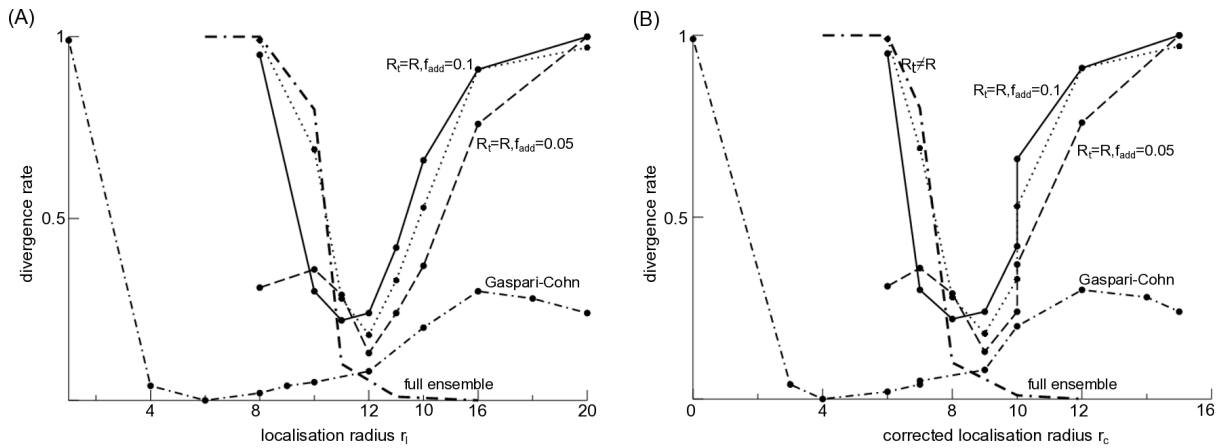 (A)
1
0.5
divergence rate
R_t=R,f_add=0.1
R_t=R,f_add=0.05
Gaspari-Cohn
full ensemble
4 8 12 10 16 20
localisation radius r_l
(B)
1
0.5
divergence rate
R_t≠R
R_t=R,f_add=0.1
R_t=R,f_add=0.05
Gaspari-Cohn
full ensemble
0 4 8 10 12 16
corrected localisation radius r_c